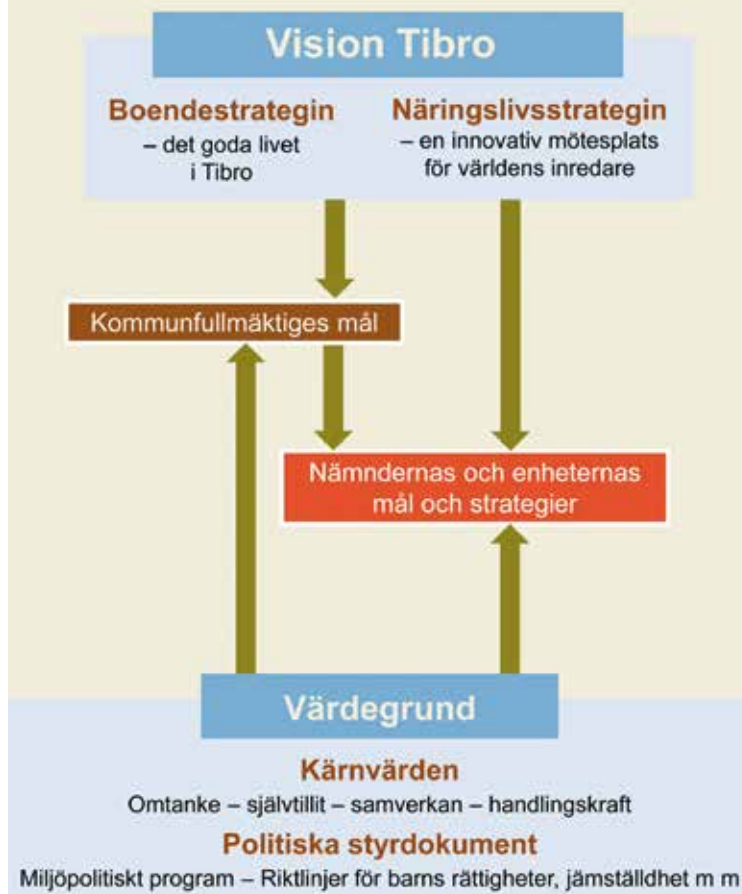 Vision Tibro
Boendestrategin
– det goda livet
i Tibro
Näringslivsstrategin
– en innovativ mötesplats
för världens inredare
Kommunfullmäktiges mål
Nämndernas och enheternas
mål och strategier
Värdegrund
Kärnvärden
Omtanke – självtillit – samverkan – handlingskraft
Politiska styrdokument
Miljöpolitiskt program – Riktlinjer för barns rättigheter, jämställdhet m m